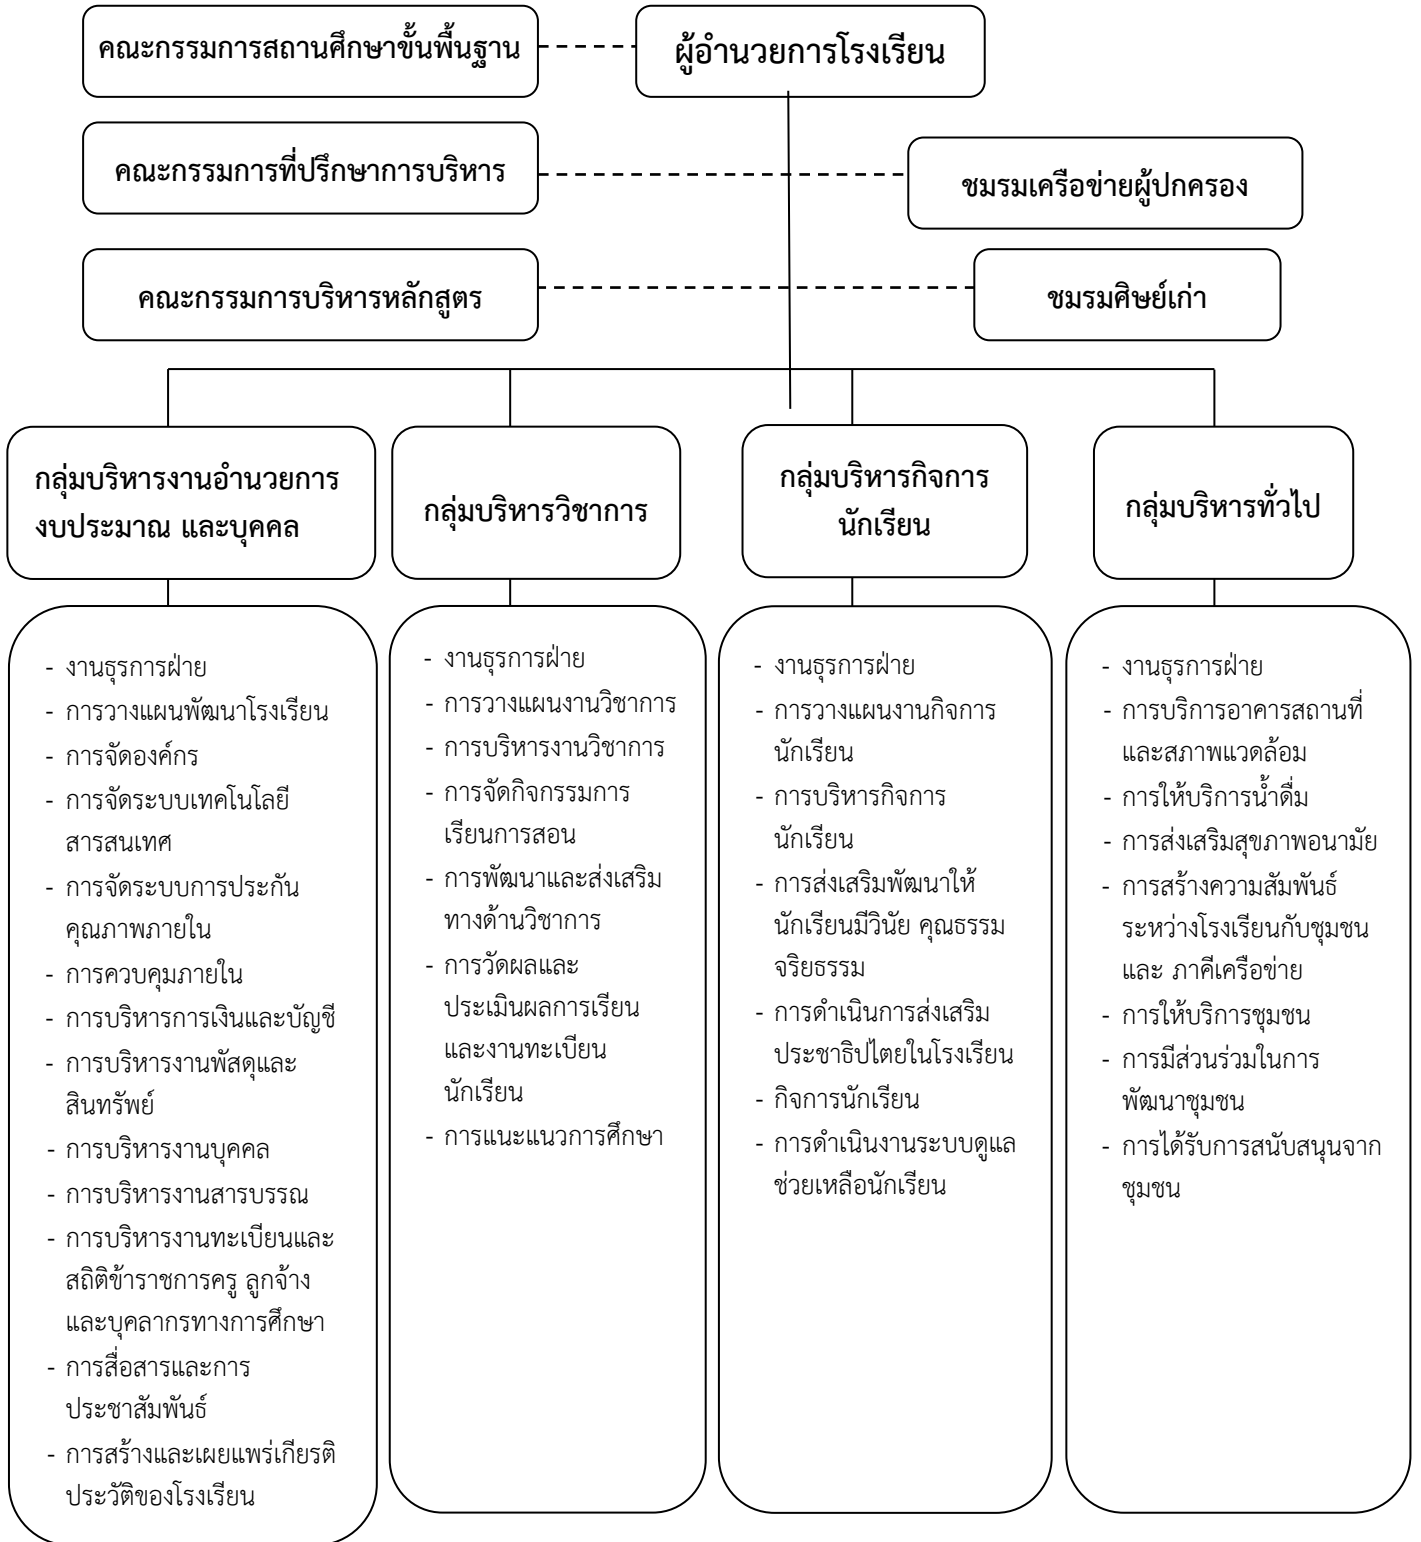 คณะกรรมการสถานศึกษาขั้นพื้นฐาน
ผู้อำนวยการโรงเรียน
คณะกรรมการที่ปรึกษาการบริหาร
ชมรมเครือข่ายผู้ปกครอง
คณะกรรมการบริหารหลักสูตร
ชมรมศิษย์เก่า
กลุ่มบริหารงานอำนวยการ
งบประมาณ และบุคคล
กลุ่มบริหารวิชาการ
กลุ่มบริหารกิจการ
นักเรียน
กลุ่มบริหารทั่วไป
- งานธุรการฝ่าย
- การวางแผนพัฒนาโรงเรียน
- การจัดองค์กร
- การจัดระบบเทคโนโลยี
สารสนเทศ
- การจัดระบบการประกัน
คุณภาพภายใน
- การควบคุมภายใน
- การบริหารการเงินและบัญชี
- การบริหารงานพัสดุและ
สินทรัพย์
- การบริหารงานบุคคล
- การบริหารงานสารบรรณ
- การบริหารงานทะเบียนและ
สถิติข้าราชการครู ลูกจ้าง
และบุคลากรทางการศึกษา
- การสื่อสารและการ
ประชาสัมพันธ์
- การสร้างและเผยแพร่เกียรติ
ประวัติของโรงเรียน
- งานธุรการฝ่าย
- การวางแผนงานวิชาการ
- การบริหารงานวิชาการ
- การจัดกิจกรรมการ
เรียนการสอน
- การพัฒนาและส่งเสริม
ทางด้านวิชาการ
- การวัดผลและ
ประเมินผลการเรียน
และงานทะเบียน
นักเรียน
- การแนะแนวการศึกษา
- งานธุรการฝ่าย
- การวางแผนงานกิจการ
นักเรียน
- การบริหารกิจการ
นักเรียน
- การส่งเสริมพัฒนาให้
นักเรียนมีวินัย คุณธรรม
จริยธรรม
- การดำเนินการส่งเสริม
ประชาธิปไตยในโรงเรียน
- กิจการนักเรียน
- การดำเนินงานระบบดูแล
ช่วยเหลือนักเรียน
- งานธุรการฝ่าย
- การบริการอาคารสถานที่
และสภาพแวดล้อม
- การให้บริการน้ำดื่ม
- การส่งเสริมสุขภาพอนามัย
- การสร้างความสัมพันธ์
ระหว่างโรงเรียนกับชุมชน
และ ภาคีเครือข่าย
- การให้บริการชุมชน
- การมีส่วนร่วมในการ
พัฒนาชุมชน
- การได้รับการสนับสนุนจาก
ชุมชน